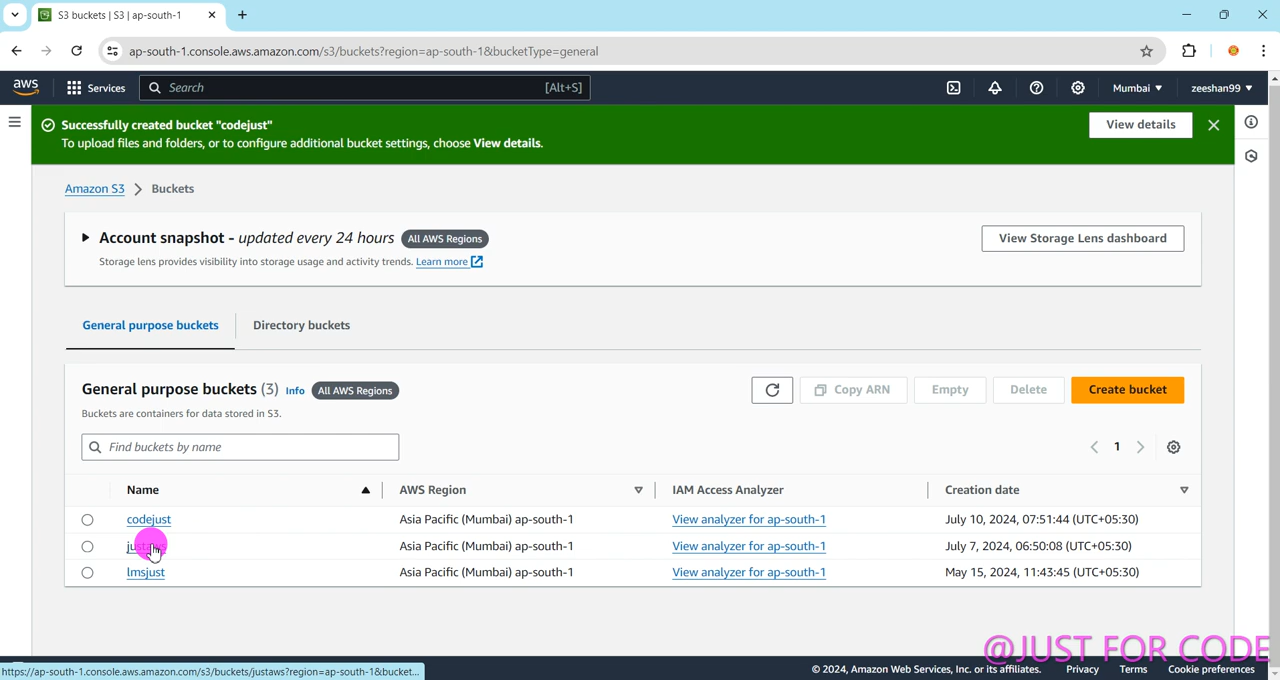 S3 buckets | S3 | ap-south-1
ap-south-1.console.aws.amazon.com/s3/buckets?region=ap-south-1&bucketType=general
aws Services Search [Alt+S] Mumbai zeeshan99
Successfully created bucket "codejust"
To upload files and folders, or to configure additional bucket settings, choose View details.
View details
Amazon S3 Buckets
Account snapshot - updated every 24 hours All AWS Regions
View Storage Lens dashboard
Storage lens provides visibility into storage usage and activity trends. Learn more
General purpose buckets Directory buckets
General purpose buckets (3) Info All AWS Regions
Copy ARN Empty Delete Create bucket
Buckets are containers for data stored in S3.
Find buckets by name
1
Name AWS Region IAM Access Analyzer Creation date
codejust Asia Pacific (Mumbai) ap-south-1 View analyzer for ap-south-1 July 10, 2024, 07:51:44 (UTC+05:30)
Asia Pacific (Mumbai) ap-south-1 View analyzer for ap-south-1 July 7, 2024, 06:50:08 (UTC+05:30)
lmsjust Asia Pacific (Mumbai) ap-south-1 View analyzer for ap-south-1 May 15, 2024, 11:43:45 (UTC+05:30)
@JUST FOR CODE
https://ap-south-1.console.aws.amazon.com/s3/buckets/justaws?region=ap-south-1&bucket...
© 2024, Amazon Web Services, Inc. or its affiliates. Privacy Terms Cookie preferences